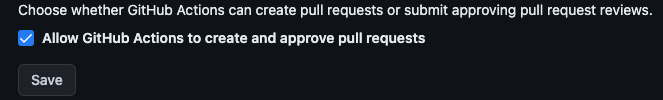 Choose whether GitHub Actions can create pull requests or submit approving pull request reviews.
Allow GitHub Actions to create and approve pull requests
Save